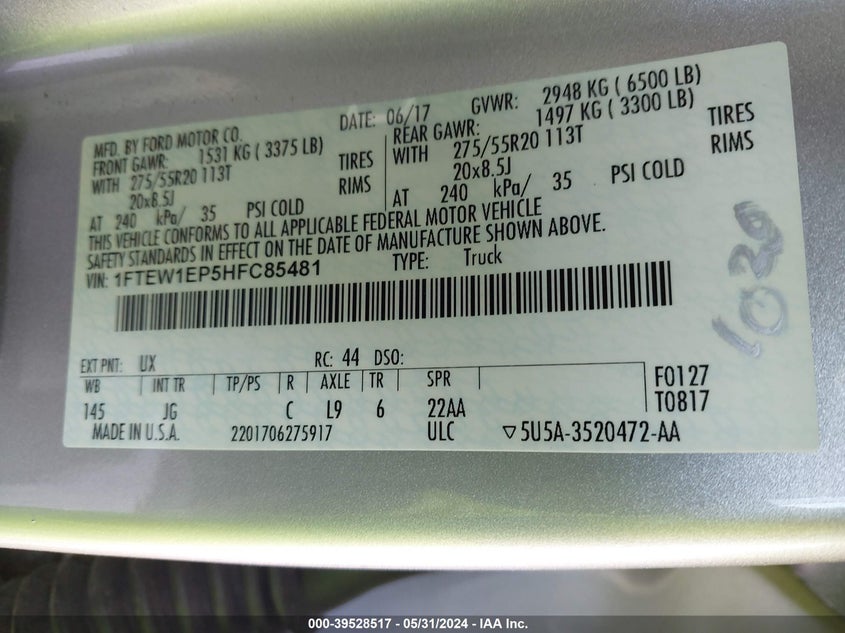 MFD. BY FORD MOTOR CO. DATE: 06/17 GVWR: 2948 KG ( 6500 LB)
FRONT GAWR: 1531 KG ( 3375 LB) REAR GAWR: 1497 KG ( 3300 LB)
WITH 275/55R20 113T TIRES WITH 275/55R20 113T TIRES
20x8.5J RIMS 20x8.5J RIMS
AT 240 kPa/ 35 PSI COLD AT 240 kPa/ 35 PSI COLD
THIS VEHICLE CONFORMS TO ALL APPLICABLE FEDERAL MOTOR VEHICLE
SAFETY STANDARDS IN EFFECT ON THE DATE OF MANUFACTURE SHOWN ABOVE.
VIN: 1FTEW1EP5HFC85481 TYPE: Truck
1030
EXT PNT: UX RC: 44 DSO:
WB INT TR TP/PS R AXLE TR SPR F0127
145 JG C L9 6 22AA T0817
MADE IN U.S.A. 2201706275917 ULC ▽5U5A-3520472-AA
000-39528517 - 05/31/2024 - IAA Inc.